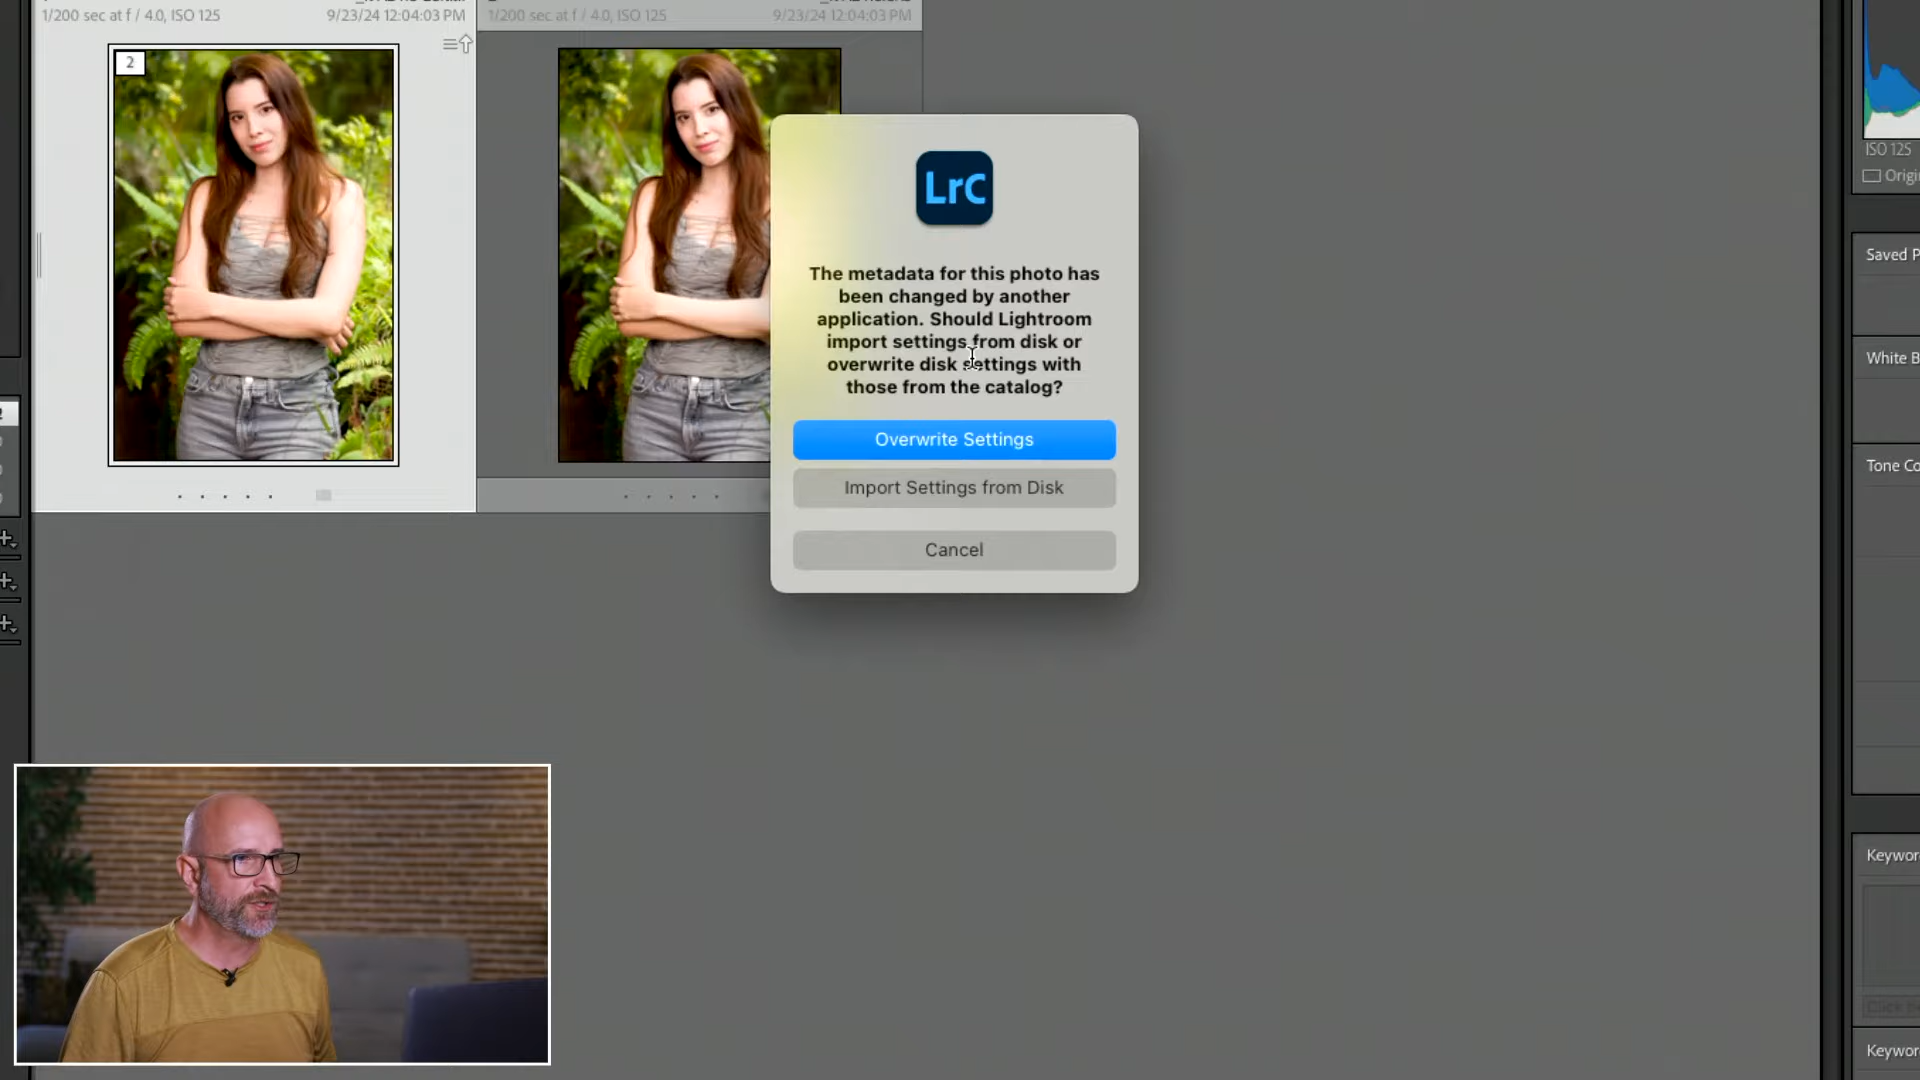 1/200 sec at f / 4.0, ISO 125
9/23/24 12:04:03 PM
1/200 sec at f / 4.0, ISO 125
9/23/24 12:04:03 PM
2
LrC
The metadata for this photo has
been changed by another
application. Should Lightroom
import settings from disk or
overwrite disk settings with
those from the catalog?
Overwrite Settings
Import Settings from Disk
Cancel
ISO 125
Origi
Saved P
White B
Tone Co
Keywor
Keywor